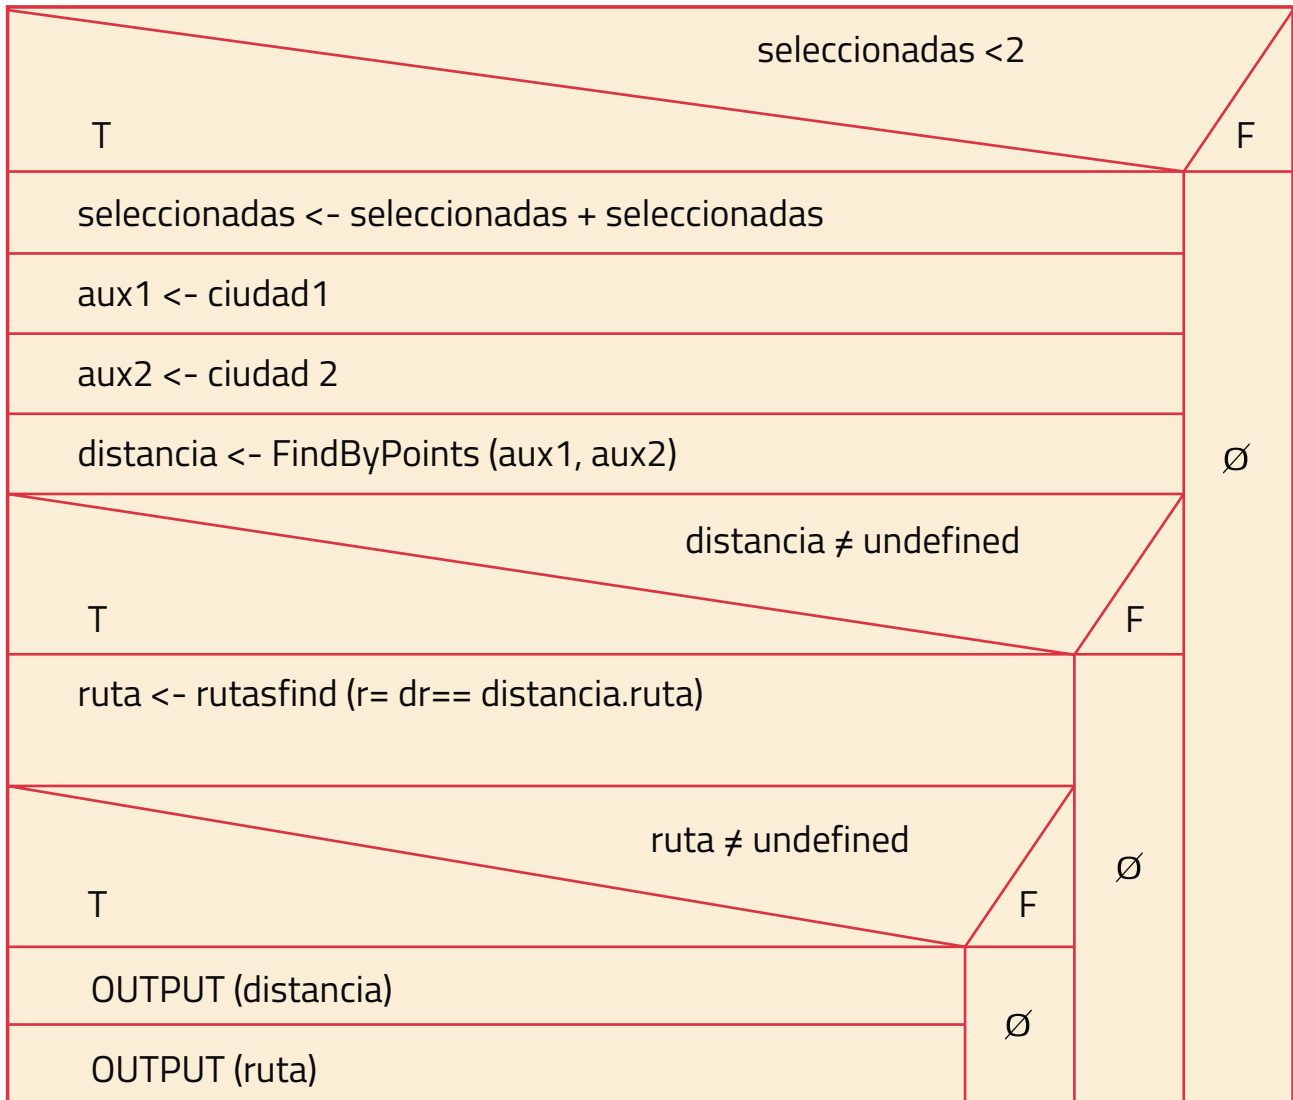 seleccionadas <2
T
F
seleccionadas <- seleccionadas + seleccionadas
aux1 <- ciudad1
aux2 <- ciudad 2
distancia <- FindByPoints (aux1, aux2)
Ø
distancia ≠ undefined
T
F
ruta <- rutasfind (r= dr== distancia.ruta)
ruta ≠ undefined
Ø
T
F
OUTPUT (distancia)
Ø
OUTPUT (ruta)